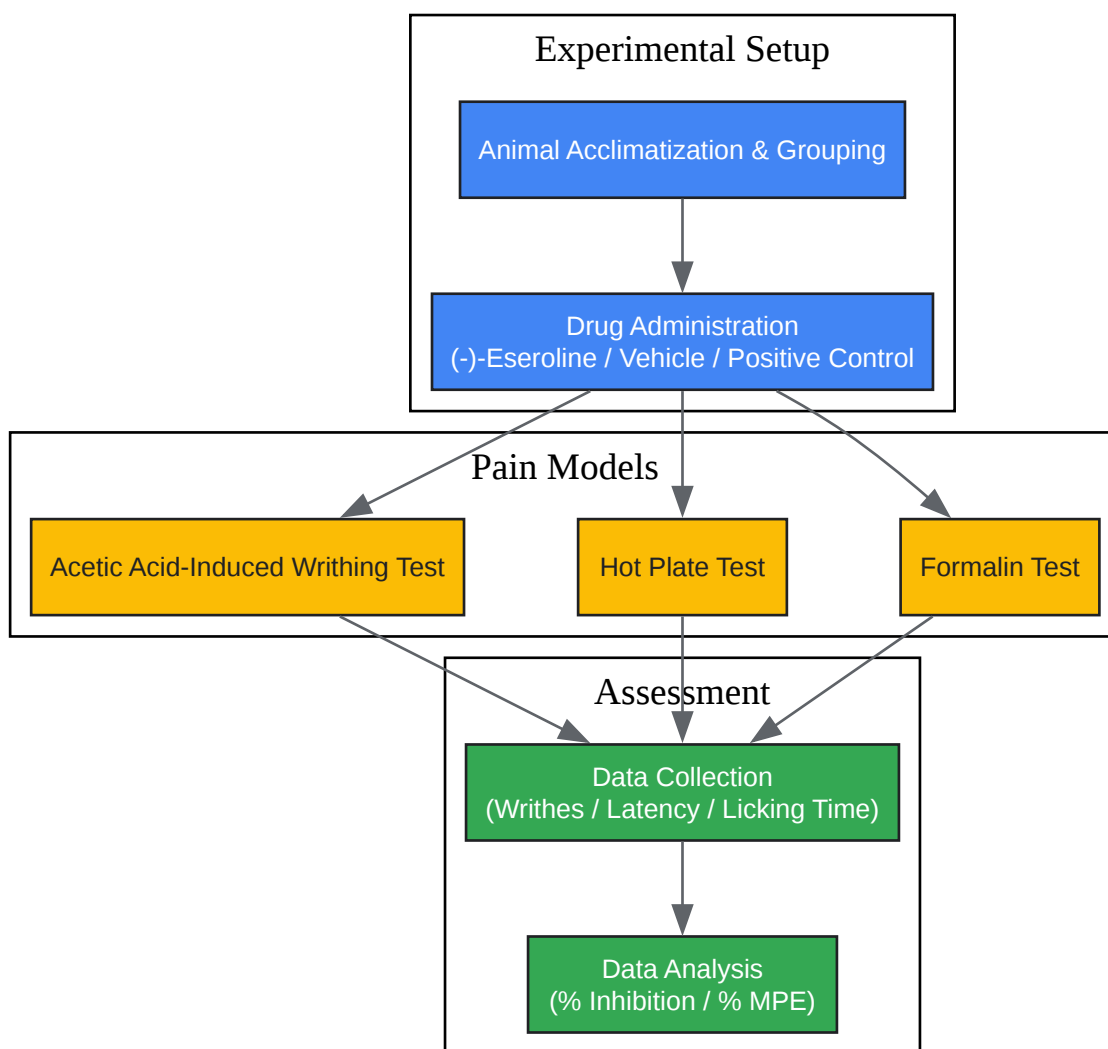 Experimental Setup
Animal Acclimatization & Grouping
Drug Administration
(-)-Eseroline / Vehicle / Positive Control
Pain Models
Acetic Acid-Induced Writhing Test
Hot Plate Test
Formalin Test
Assessment
Data Collection
(Writhes / Latency / Licking Time)
Data Analysis
(% Inhibition / % MPE)